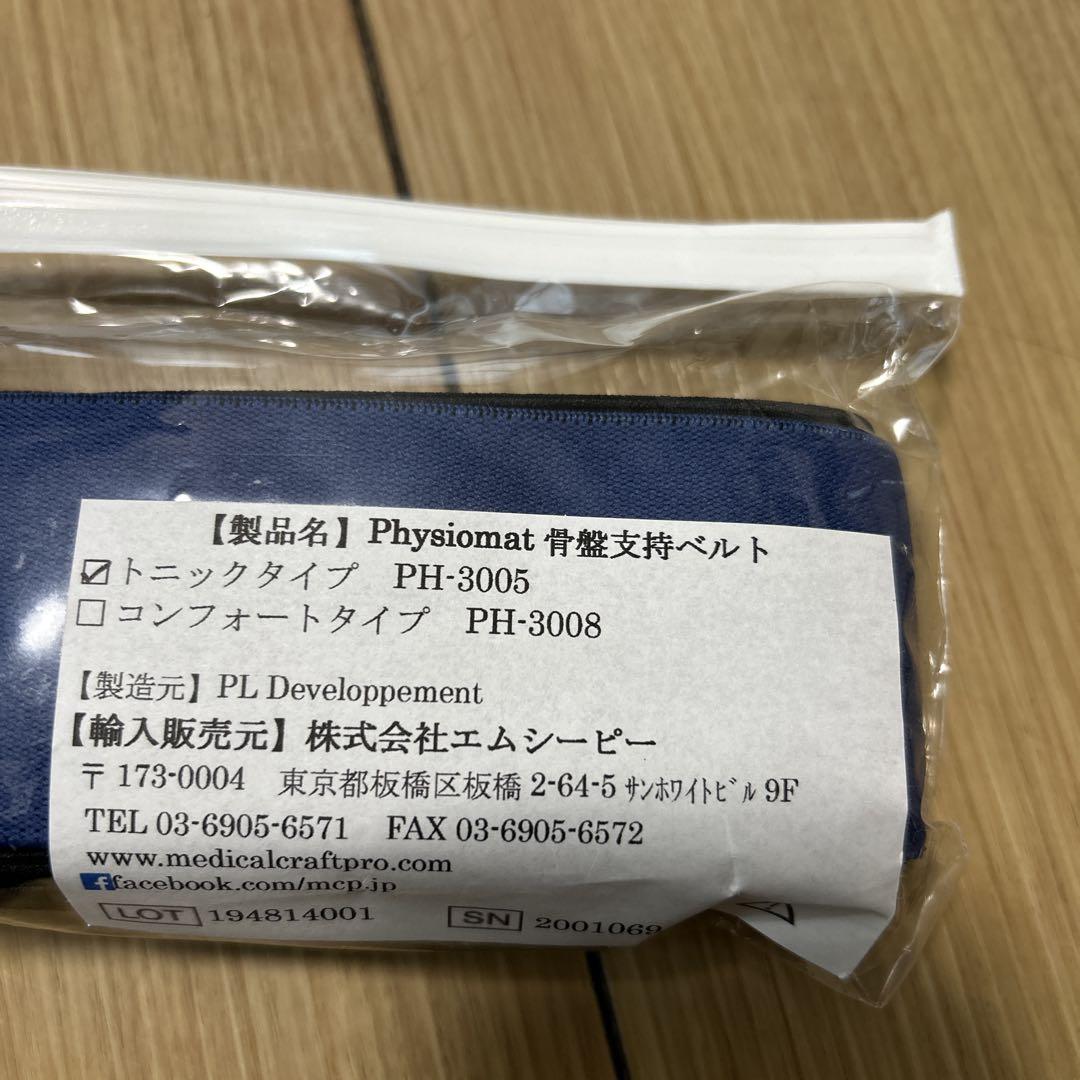 【製品名】Physiomat 骨盤支持ベルト
☑トニックタイプ PH-3005
☐コンフォートタイプ PH-3008
【製造元】PL Developpement
【輸入販売元】株式会社エムシーピー
〒173-0004 東京都板橋区板橋 2-64-5 ｻﾝﾎﾜｲﾄﾋﾞﾙ 9F
TEL 03-6905-6571 FAX 03-6905-6572
www.medicalcraftpro.com
facebook.com/mcp.jp
LOT 194814001 SN 2001069